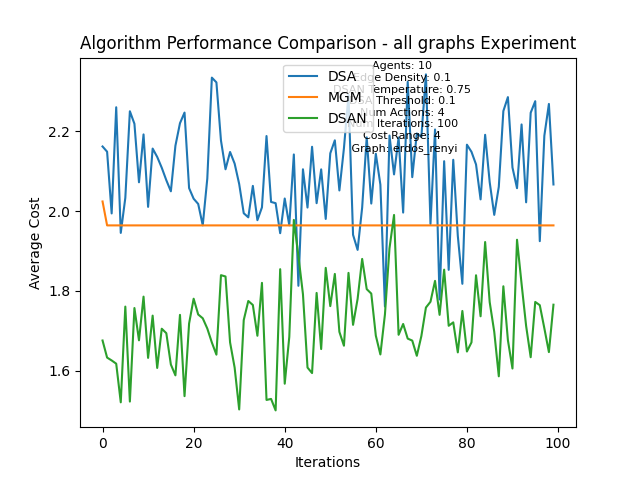 Algorithm Performance Comparison - all graphs Experiment
DSA
MGM
DSAN
Agents: 10
Edge Density: 0.1
DSAN Temperature: 0.75
DSA Threshold: 0.1
Num Actions: 4
Num Iterations: 100
Cost Range: 4
Graph: erdos_renyi
Average Cost
2.2
2.0
1.8
1.6
0
20
40
60
80
100
Iterations